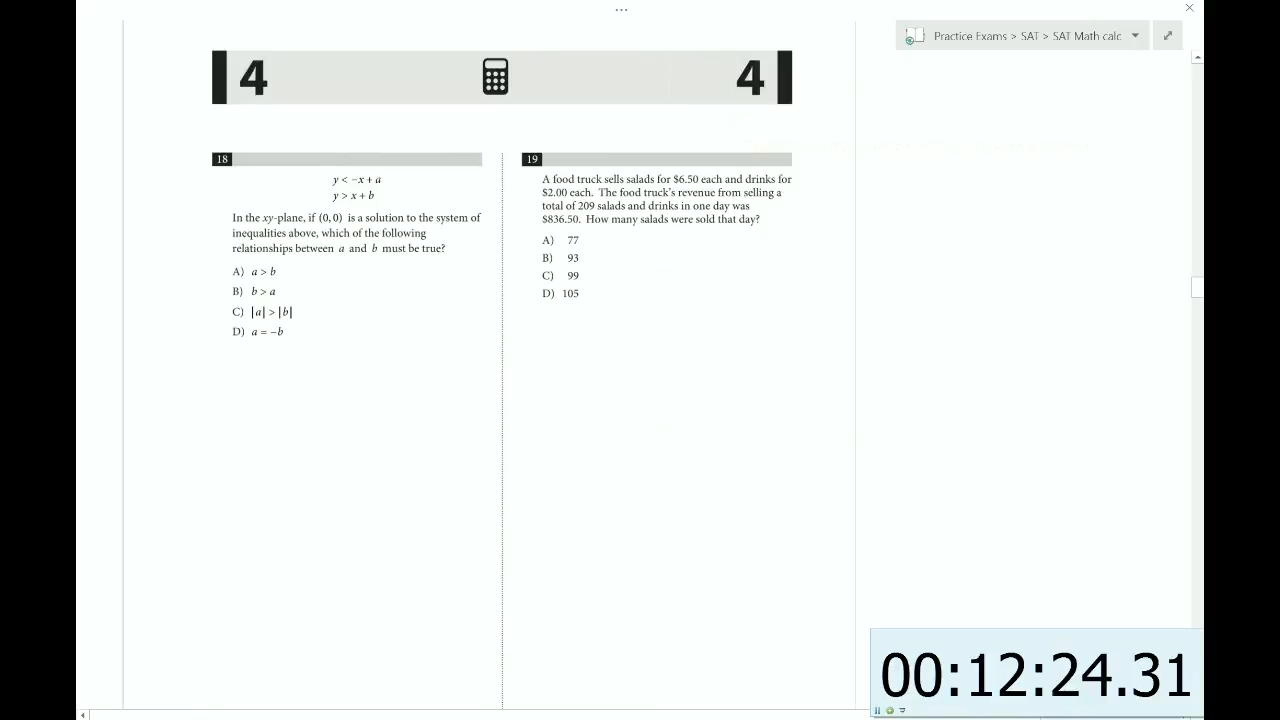 ...
Practice Exams > SAT > SAT Math calc
4 4
18
y < −x + a
y > x + b
In the xy-plane, if (0, 0) is a solution to the system of
inequalities above, which of the following
relationships between a and b must be true?
A) a > b
B) b > a
C) |a| > |b|
D) a = −b
19
A food truck sells salads for $6.50 each and drinks for
$2.00 each. The food truck's revenue from selling a
total of 209 salads and drinks in one day was
$836.50. How many salads were sold that day?
A) 77
B) 93
C) 99
D) 105
00:12:24.31